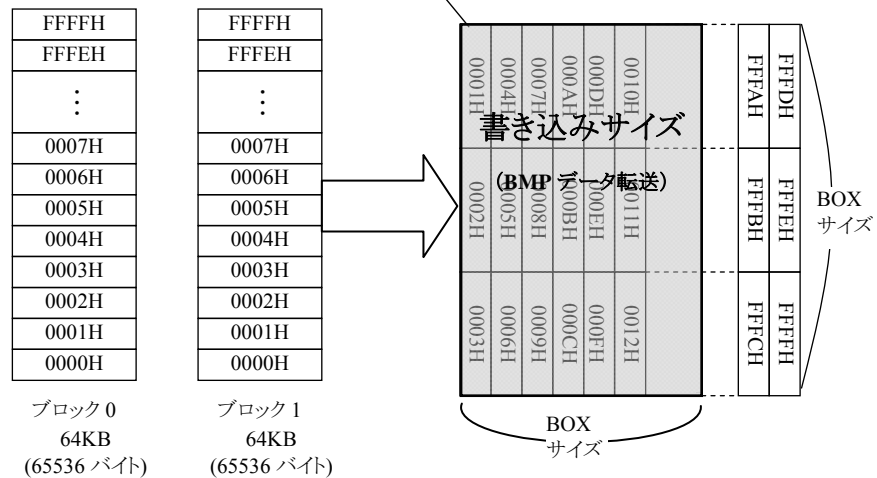 FFFFH
FFFEH
⋮
0007H
0006H
0005H
0004H
0003H
0002H
0001H
0000H
ブロック 0
64KB
(65536 バイト)
FFFFH
FFFEH
⋮
0007H
0006H
0005H
0004H
0003H
0002H
0001H
0000H
ブロック 1
64KB
(65536 バイト)
0001H 0004H 0007H 000AH 000DH 0010H
書き込みサイズ
(BMP データ転送)
0002H 0005H 0008H 000BH 000EH 0011H
0003H 0006H 0009H 000CH 000FH 0012H
BOX
サイズ
FFFAH FFFDH
FFFBH FFFEH
FFFCH FFFFH
BOX
サイズ